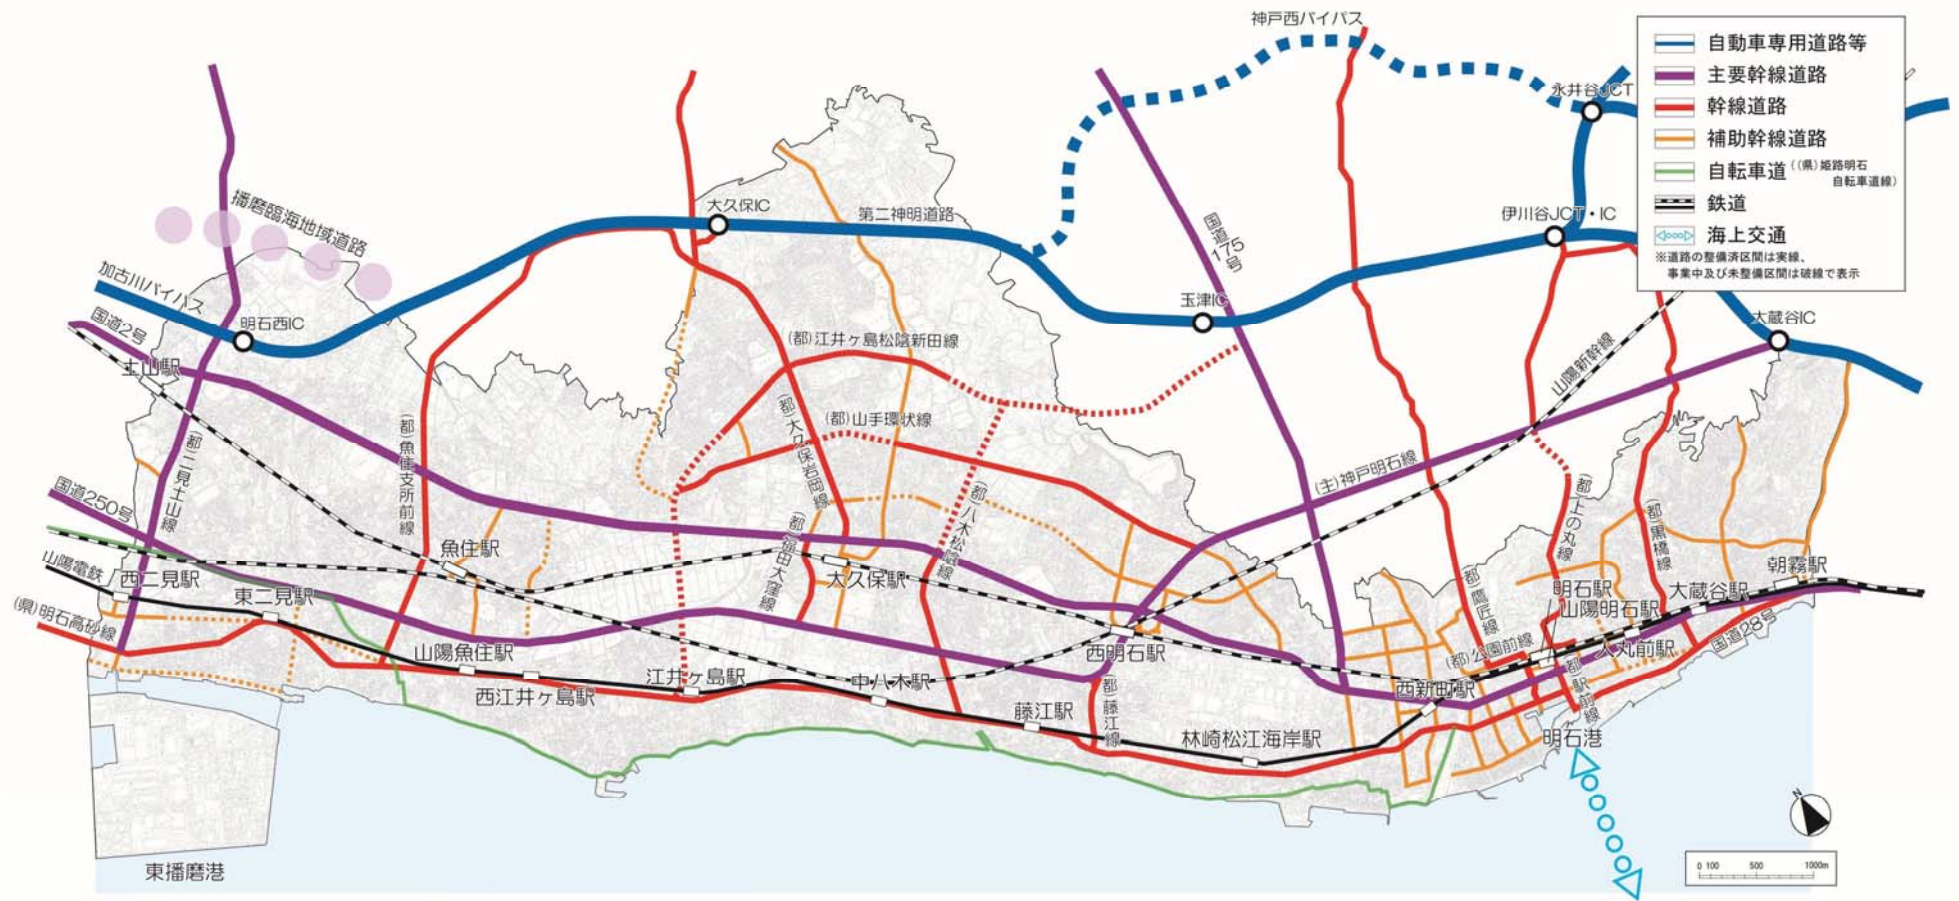 神戸西バイパス
永井谷JCT
自動車専用道路等
主要幹線道路
幹線道路
補助幹線道路
自転車道 ((県)姫路明石
自転車道線)
鉄道
海上交通
※道路の整備済区間は実線、
事業中及び未整備区間は破線で表示
播磨臨海地域道路
大久保IC
第二神明道路
国道175号
伊川谷JCT・IC
加古川バイパス
明石西IC
玉津IC
大蔵谷IC
国道2号
土山駅
(都)江井ヶ島松陰新田線
山陽新幹線
(都)山手環状線
(都)大久保岩岡線
(都)魚住支所前線
(都)二見土山線
(主)神戸明石線
国道250号
(都)八木松陰線
(都)福田大窪線
(都)上の丸線
(都)黒橋線
山陽電鉄
西二見駅
東二見駅
魚住駅
大久保駅
(都)鷹匠線
明石駅
山陽明石駅
大蔵谷駅
朝霧駅
(県)明石高砂線
山陽魚住駅
西江井ヶ島駅
江井ヶ島駅
中八木駅
西明石駅
(都)公園前線
人丸前駅
国道28号
西新町駅
(都)駅前線
藤江駅
(都)藤江線
林崎松江海岸駅
明石港
東播磨港
N
0 100 500 1000m